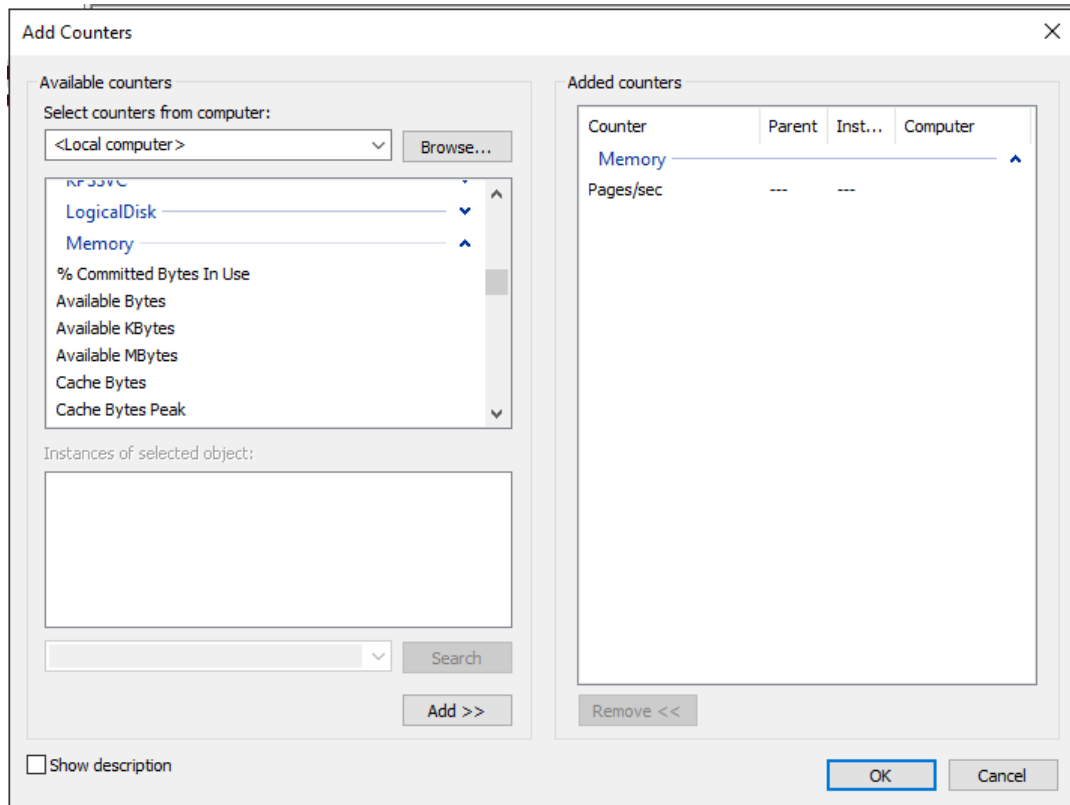 Add Counters
Available counters
Select counters from computer:
<Local computer>
Browse...
KPSSVC
LogicalDisk
Memory
% Committed Bytes In Use
Available Bytes
Available KBytes
Available MBytes
Cache Bytes
Cache Bytes Peak
Instances of selected object:
Search
Add >>
Show description
Added counters
Counter Parent Inst... Computer
Memory
Pages/sec --- ---
Remove <<
OK Cancel